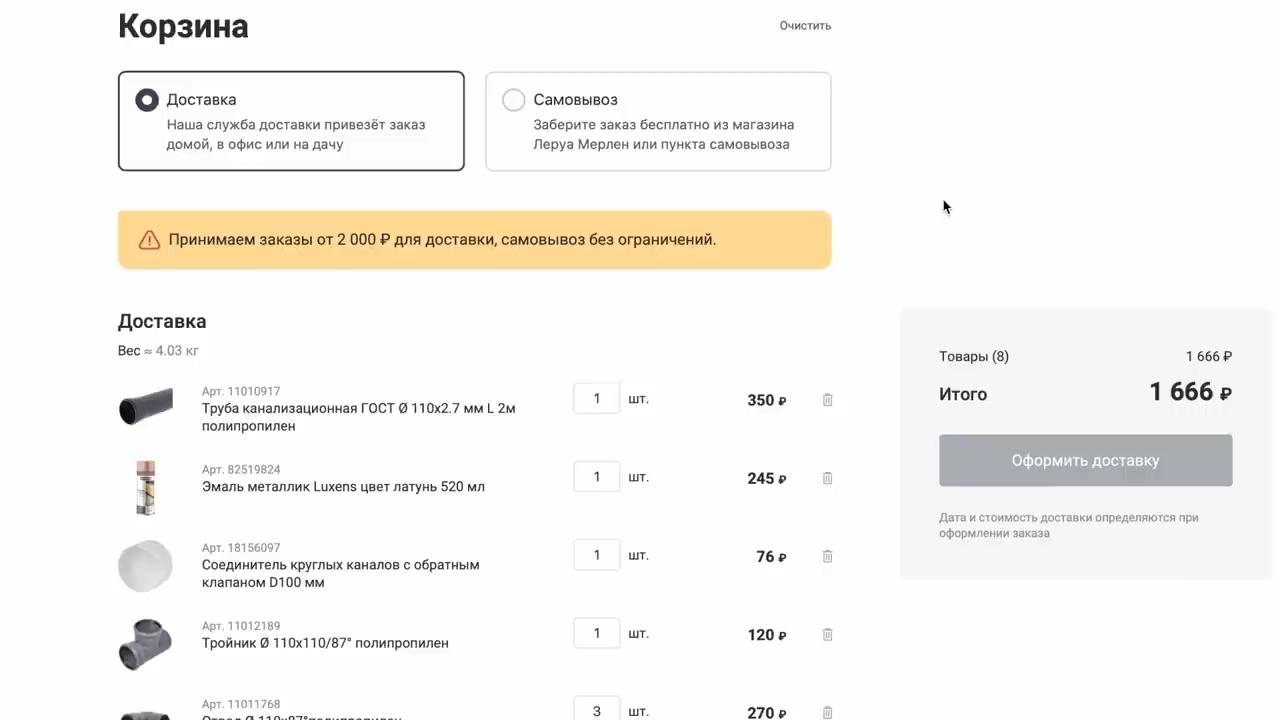 Корзина
Очистить
Доставка
Наша служба доставки привезёт заказ
домой, в офис или на дачу
Самовывоз
Заберите заказ бесплатно из магазина
Леруа Мерлен или пункта самовывоза
Принимаем заказы от 2 000 ₽ для доставки, самовывоз без ограничений.
Доставка
Вес ≈ 4.03 кг
Арт. 11010917
Труба канализационная ГОСТ Ø 110х2.7 мм L 2м
полипропилен
1 шт.
350 ₽
Арт. 82519824
Эмаль металлик Luxens цвет латунь 520 мл
1 шт.
245 ₽
Арт. 18156097
Соединитель круглых каналов с обратным
клапаном D100 мм
1 шт.
76 ₽
Арт. 11012189
Тройник Ø 110х110/87° полипропилен
1 шт.
120 ₽
Арт. 11011768
Отвод Ø 110х87°полипропилен
3 шт.
270 ₽
Товары (8) 1 666 ₽
Итого 1 666 ₽
Оформить доставку
Дата и стоимость доставки определяются при
оформлении заказа